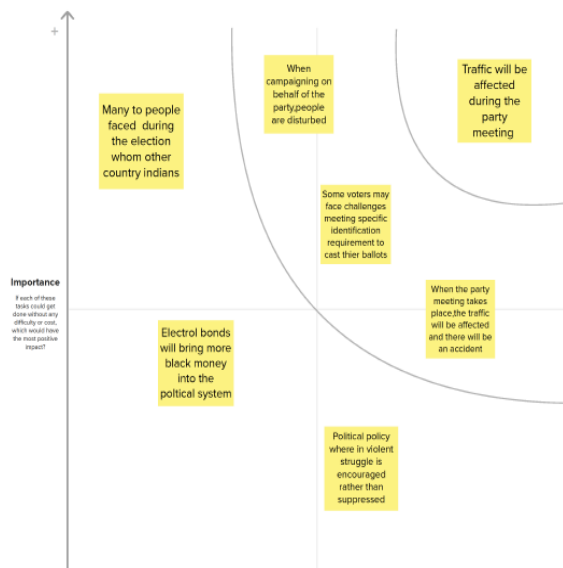 +
When
campaigning on
behalf of the
party,people
are disturbed
Traffic will be
affected
during the
party
meeting
Many to people
faced during
the election
whom other
country indians
Some voters may
face challenges
meeting specific
identification
requirement to
cast thier ballots
Importance
If each of these
tasks could get
done without any
difficulty or cost,
which would have
the most positive
impact?
When the party
meeting takes
place,the traffic
will be affected
and there will be
an accident
Electrol bonds
will bring more
black money
into the
poltical system
Political policy
where in violent
struggle is
encouraged
rather than
suppressed